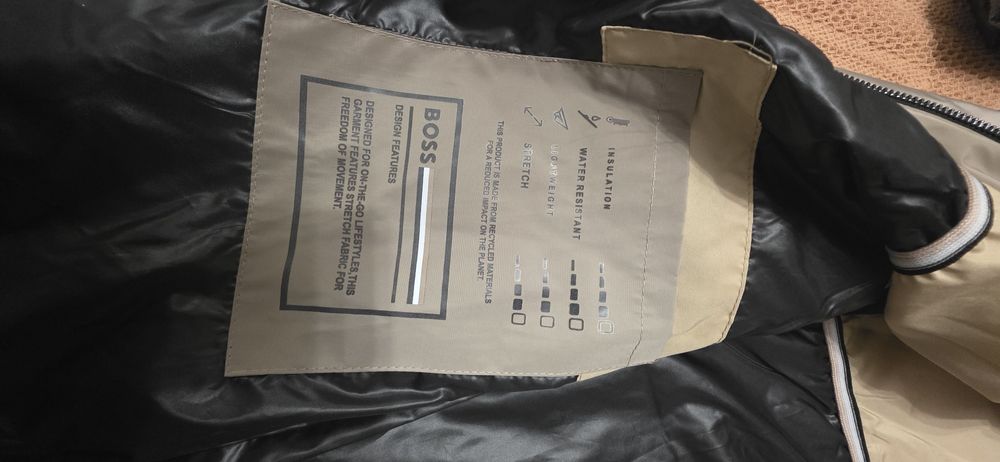 INSULATION
WATER RESISTANT
LIGHTWEIGHT
STRETCH
THIS PRODUCT IS MADE FROM RECYCLED MATERIALS
FOR A REDUCED IMPACT ON THE PLANET.
BOSS
DESIGN FEATURES
DESIGNED FOR ON-THE-GO LIFESTYLES,THIS
GARMENT FEATURES STRETCH FABRIC FOR
FREEDOM OF MOVEMENT.